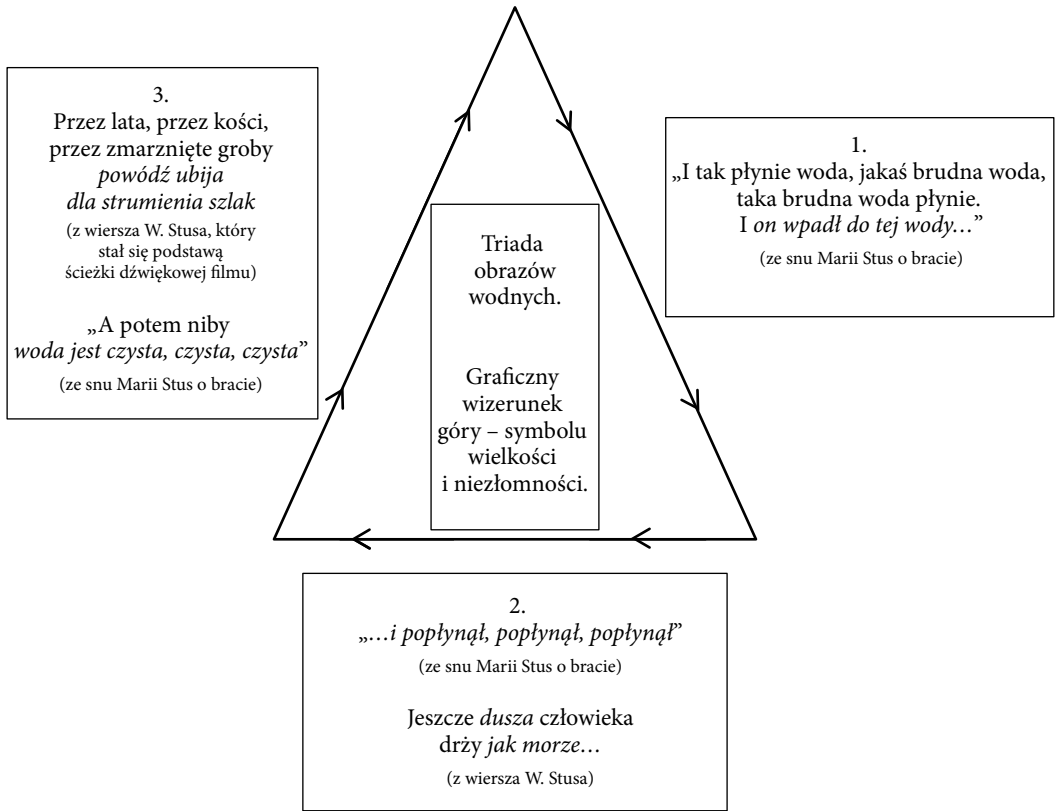 3.
Przez lata, przez kości,
przez zmarznięte groby
powódź ubija
dla strumienia szlak
(z wiersza W. Stusa, który
stał się podstawą
ścieżki dźwiękowej filmu)
„A potem niby
woda jest czysta, czysta, czysta”
(ze snu Marii Stus o bracie)
Triada
obrazów
wodnych.
Graficzny
wizerunek
góry – symbolu
wielkości
i niezłomności.
1.
„I tak płynie woda, jakaś brudna woda,
taka brudna woda płynie.
I on wpadł do tej wody…”
(ze snu Marii Stus o bracie)
2.
„…i popłynął, popłynął, popłynął”
(ze snu Marii Stus o bracie)
Jeszcze dusza człowieka
drży jak morze…
(z wiersza W. Stusa)